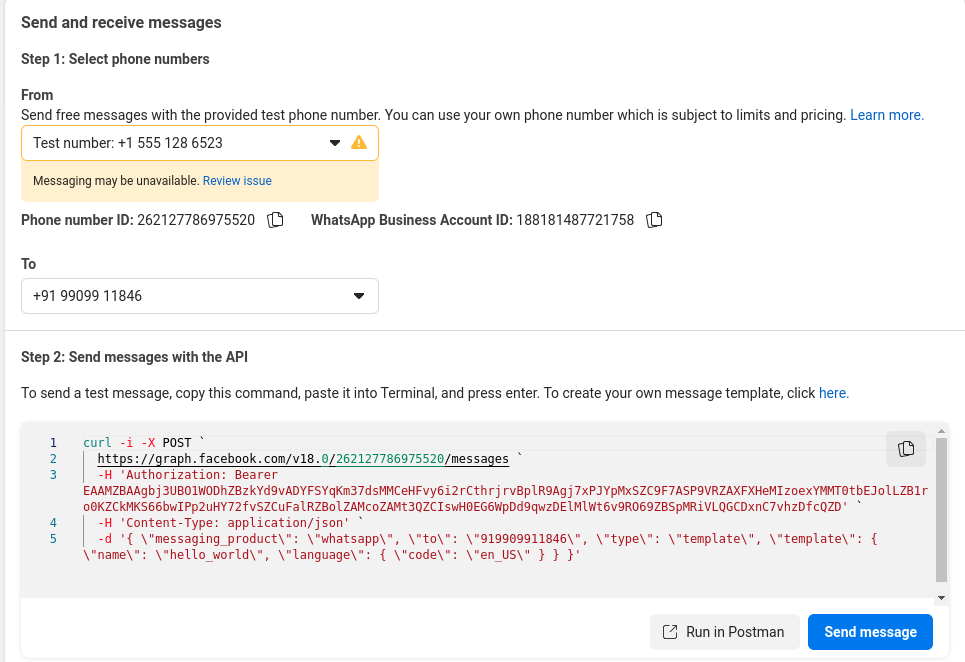 Send and receive messages
Step 1: Select phone numbers
From
Send free messages with the provided test phone number. You can use your own phone number which is subject to limits and pricing. Learn more.
Test number: +1 555 128 6523
Messaging may be unavailable. Review issue
Phone number ID: 262127786975520 WhatsApp Business Account ID: 188181487721758
To
+91 99099 11846
Step 2: Send messages with the API
To send a test message, copy this command, paste it into Terminal, and press enter. To create your own message template, click here.
1 curl -i -X POST `
2 https://graph.facebook.com/v18.0/262127786975520/messages `
3 -H 'Authorization: Bearer
EAAMZBAAgbj3UBO1WODhZBzkYd9vADYFSYqKm37dsMMCeHFvy6i2rCthrjrvBplR9Agj7xPJYpMxSZC9F7ASP9VRZAXFXHeMIzoexYMMT0tbEJolLZB1r
o0KZCkMKS66bwIPp2uHY72fvSZCuFalRZBolZAMcoZAMt3QZCIswH0EG6WpDd9qwzDElMlWt6v9RO69ZBSpMRiVLQGCDxnC7vhzDfcQZD' `
4 -H 'Content-Type: application/json' `
5 -d '{ \"messaging_product\": \"whatsapp\", \"to\": \"919909911846\", \"type\": \"template\", \"template\": {
\"name\": \"hello_world\", \"language\": { \"code\": \"en_US\" } } }'
Run in Postman
Send message